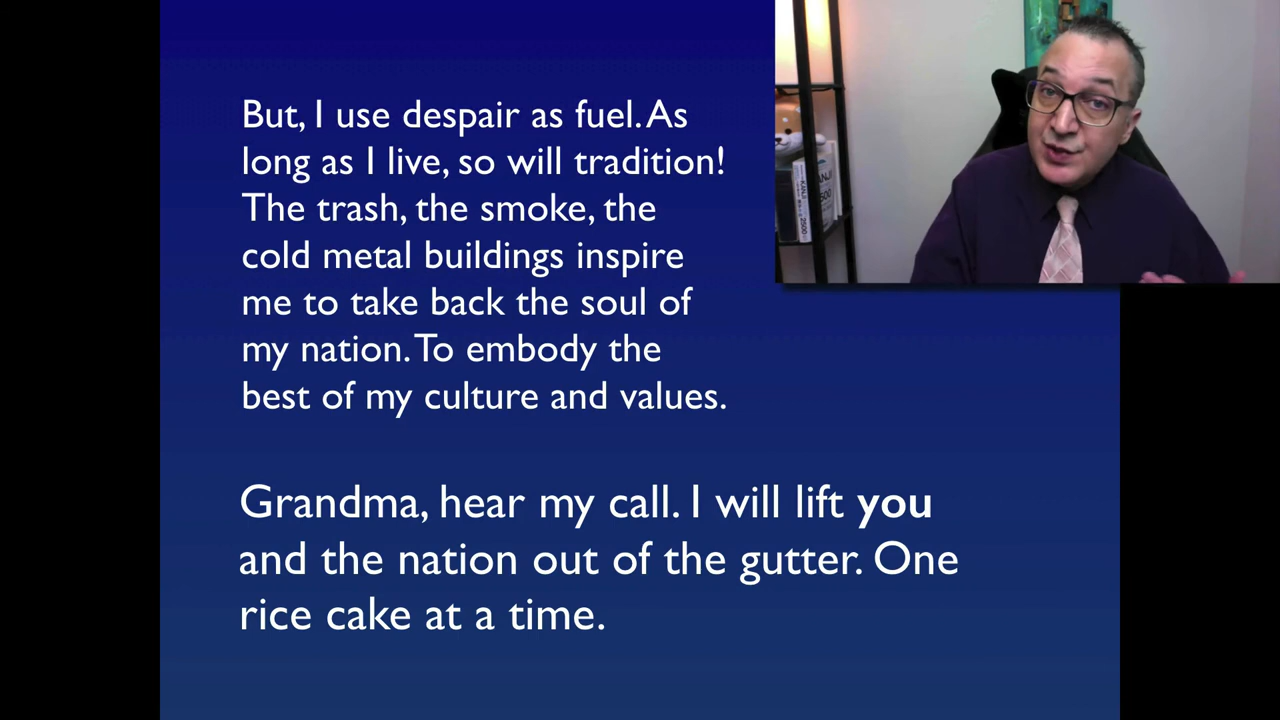 But, I use despair as fuel. As
long as I live, so will tradition!
The trash, the smoke, the
cold metal buildings inspire
me to take back the soul of
my nation. To embody the
best of my culture and values.
Grandma, hear my call. I will lift you
and the nation out of the gutter. One
rice cake at a time.
KANJI
2500